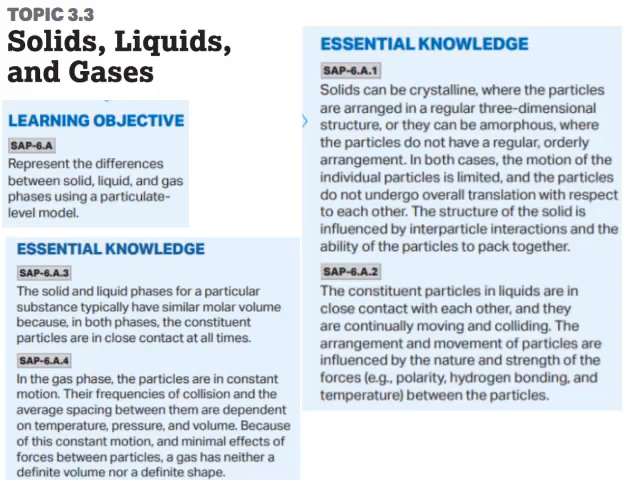 TOPIC 3.3
Solids, Liquids,
and Gases
LEARNING OBJECTIVE
SAP-6.A
Represent the differences
between solid, liquid, and gas
phases using a particulate-
level model.
ESSENTIAL KNOWLEDGE
SAP-6.A.1
Solids can be crystalline, where the particles
are arranged in a regular three-dimensional
structure, or they can be amorphous, where
the particles do not have a regular, orderly
arrangement. In both cases, the motion of the
individual particles is limited, and the particles
do not undergo overall translation with respect
to each other. The structure of the solid is
influenced by interparticle interactions and the
ability of the particles to pack together.
SAP-6.A.2
The constituent particles in liquids are in
close contact with each other, and they
are continually moving and colliding. The
arrangement and movement of particles are
influenced by the nature and strength of the
forces (e.g., polarity, hydrogen bonding, and
temperature) between the particles.
ESSENTIAL KNOWLEDGE
SAP-6.A.3
The solid and liquid phases for a particular
substance typically have similar molar volume
because, in both phases, the constituent
particles are in close contact at all times.
SAP-6.A.4
In the gas phase, the particles are in constant
motion. Their frequencies of collision and the
average spacing between them are dependent
on temperature, pressure, and volume. Because
of this constant motion, and minimal effects of
forces between particles, a gas has neither a
definite volume nor a definite shape.